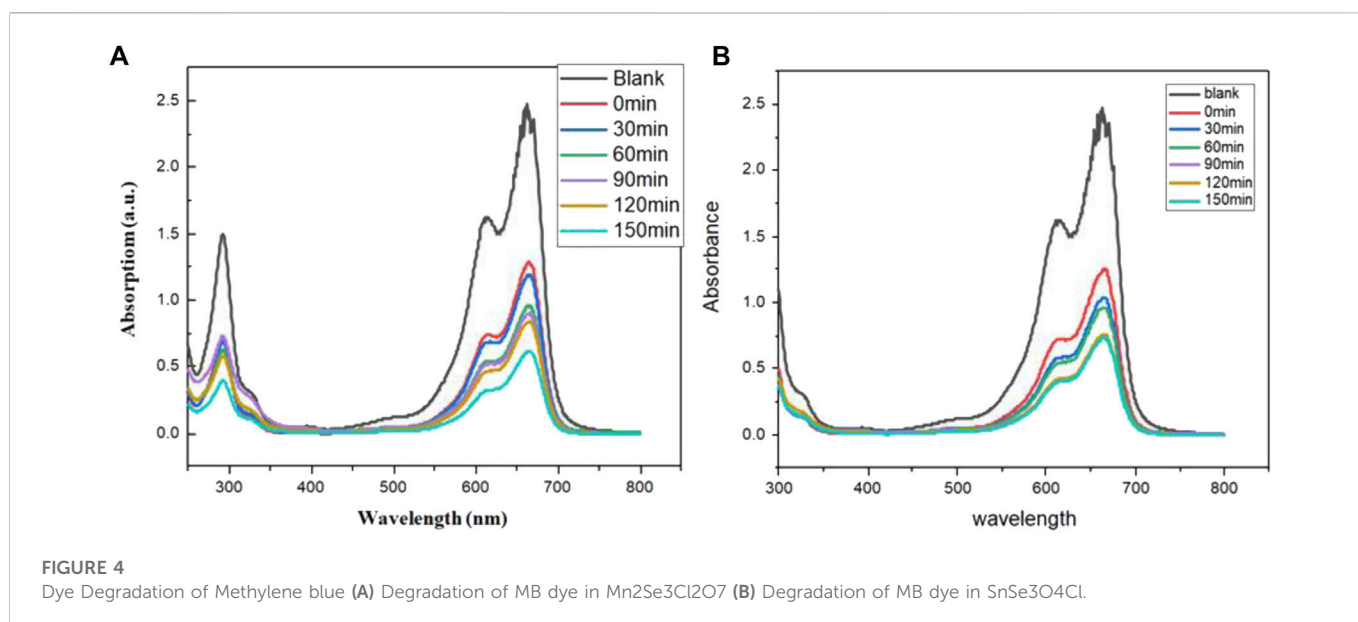 A
Blank
0min
30min
60min
90min
120min
150min
2.5
2.0
1.5
1.0
0.5
0.0
Absorptiom (a.u.)
300
400
500
600
700
800
Wavelength (nm)
B
blank
0min
30min
60min
90min
120min
150min
2.5
2.0
1.5
1.0
0.5
0.0
Absorbance
300
400
500
600
700
800
wavelength
FIGURE 4
Dye Degradation of Methylene blue (A) Degradation of MB dye in Mn2Se3Cl2O7 (B) Degradation of MB dye in SnSe3O4Cl.